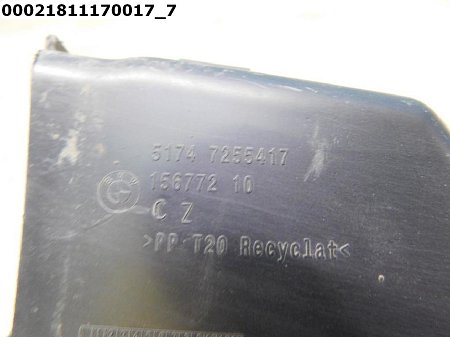 00021811170017_7
5174 7255417
156772 10
C Z
>PP-T20 Recyclat<